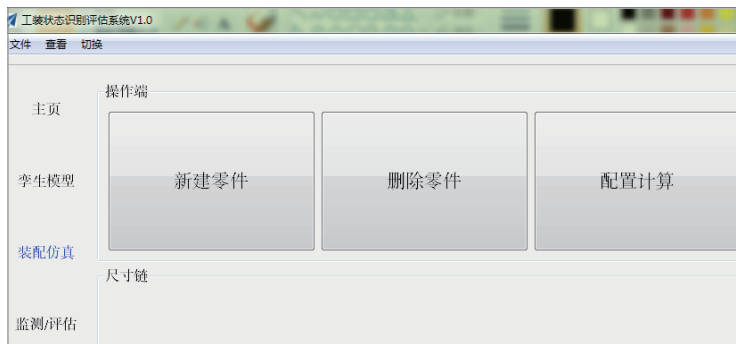 工装状态识别评估系统V1.0
文件 查看 切换
操作端
主页
新建零件 删除零件 配置计算
孪生模型
装配仿真
尺寸链
监测/评估